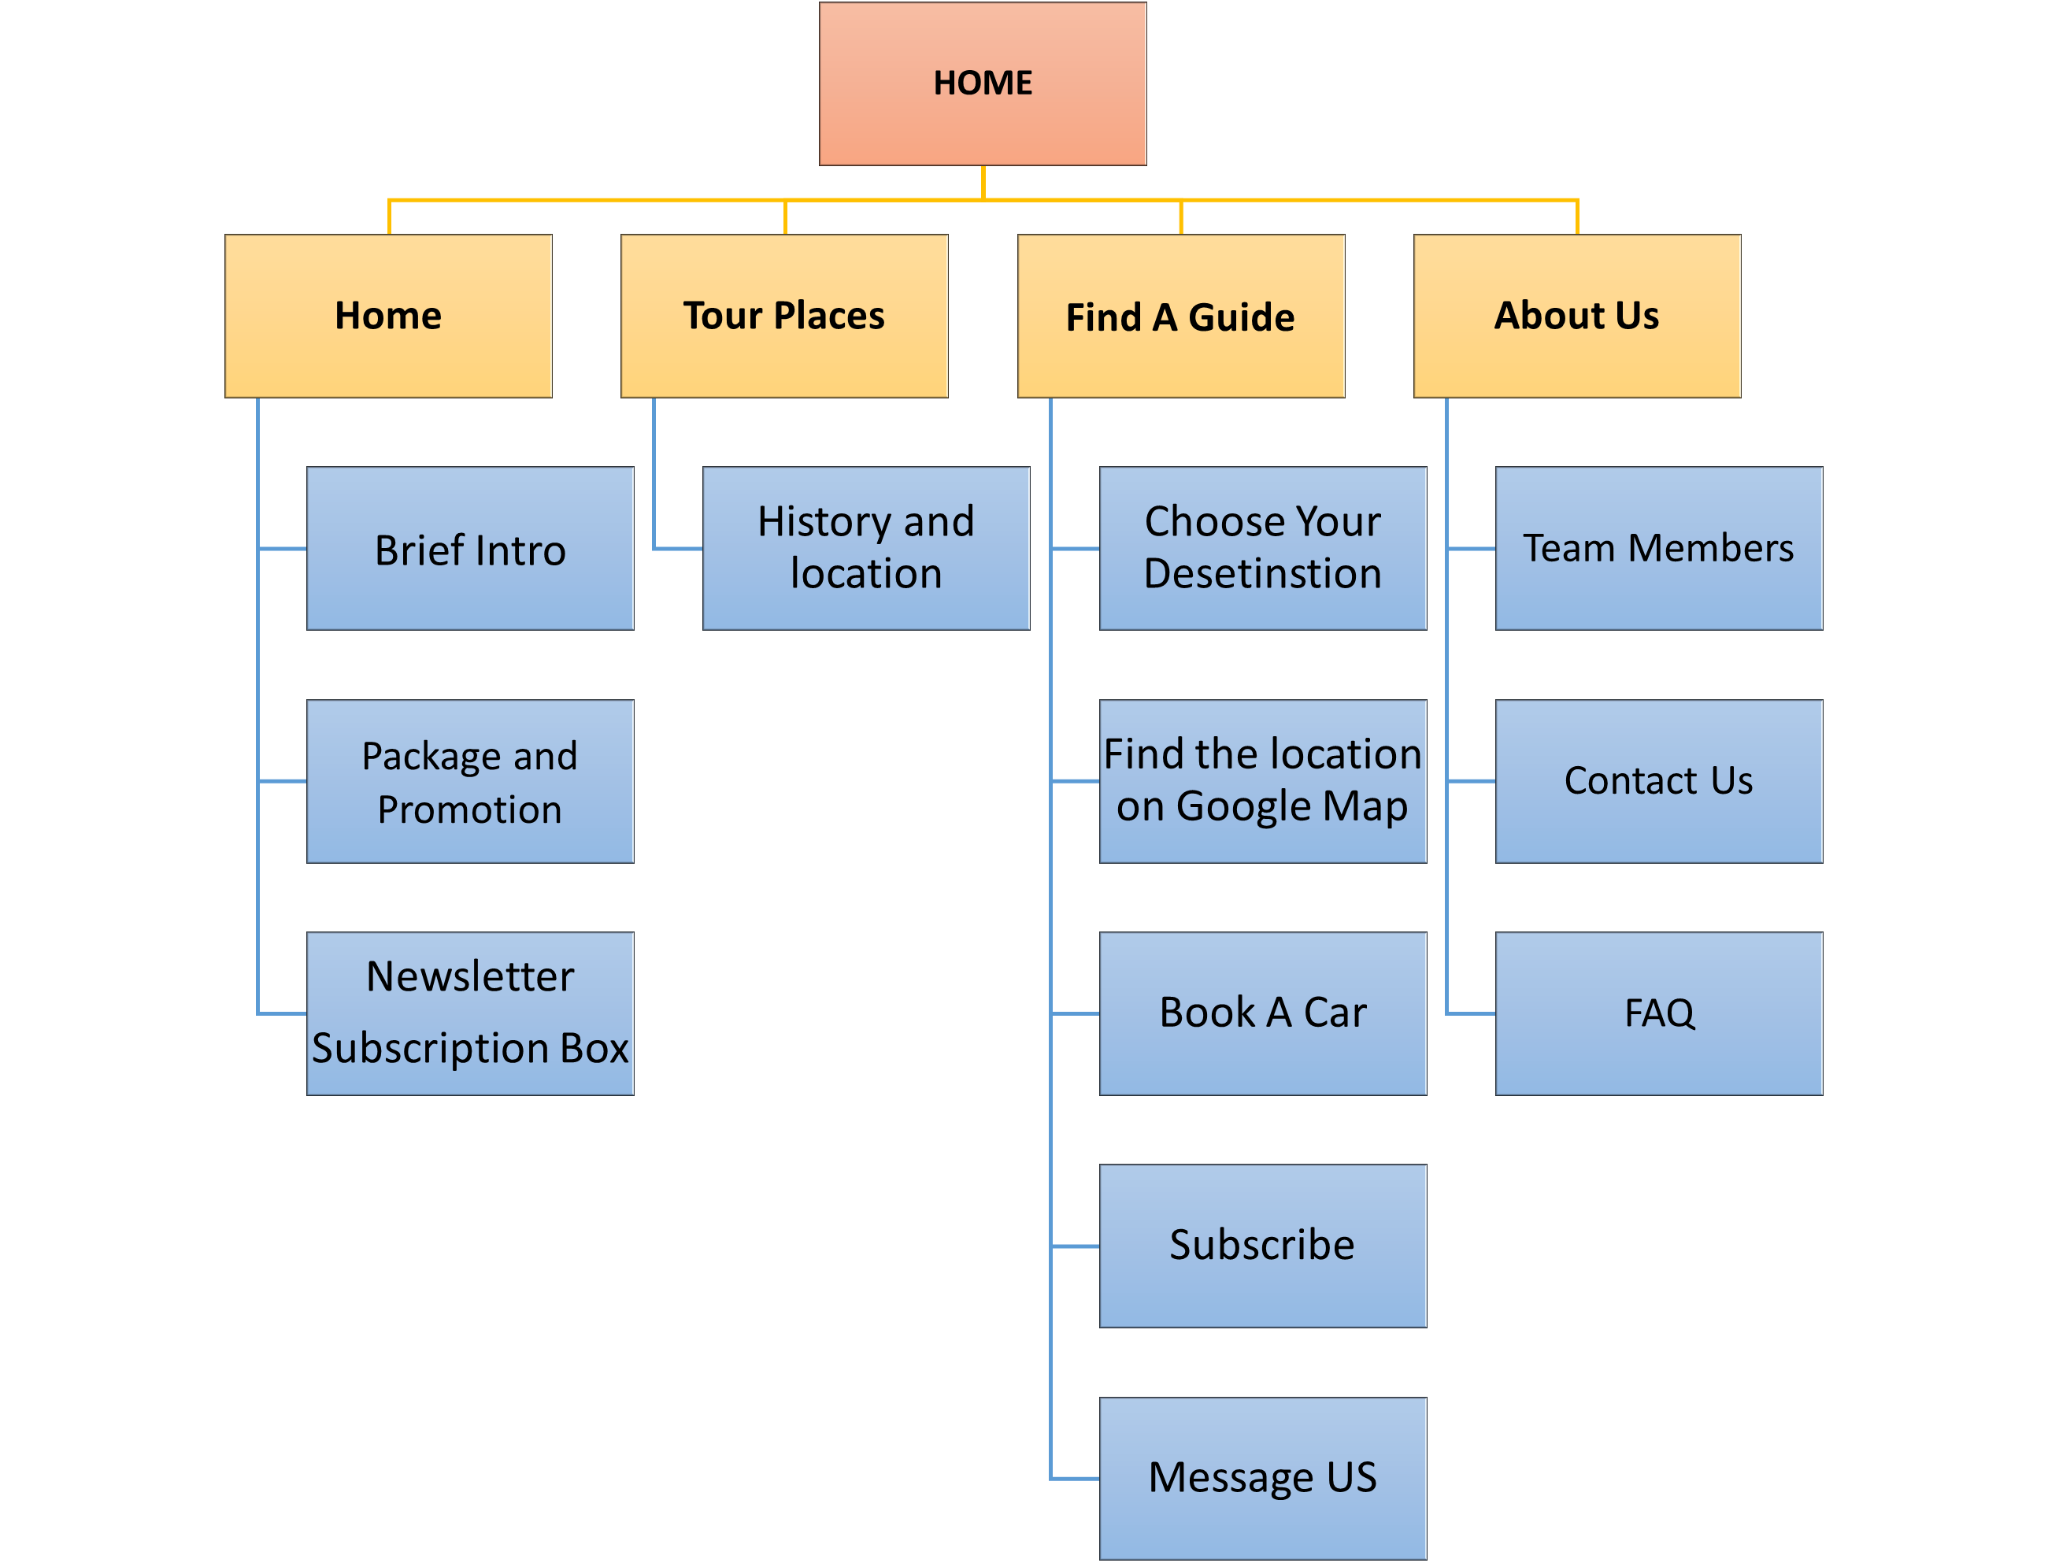 HOME
Home
Tour Places
Find A Guide
About Us
Brief Intro
Package and
Promotion
Newsletter
Subscription Box
History and
location
Choose Your
Desetinstion
Find the location
on Google Map
Book A Car
Subscribe
Message US
Team Members
Contact Us
FAQ